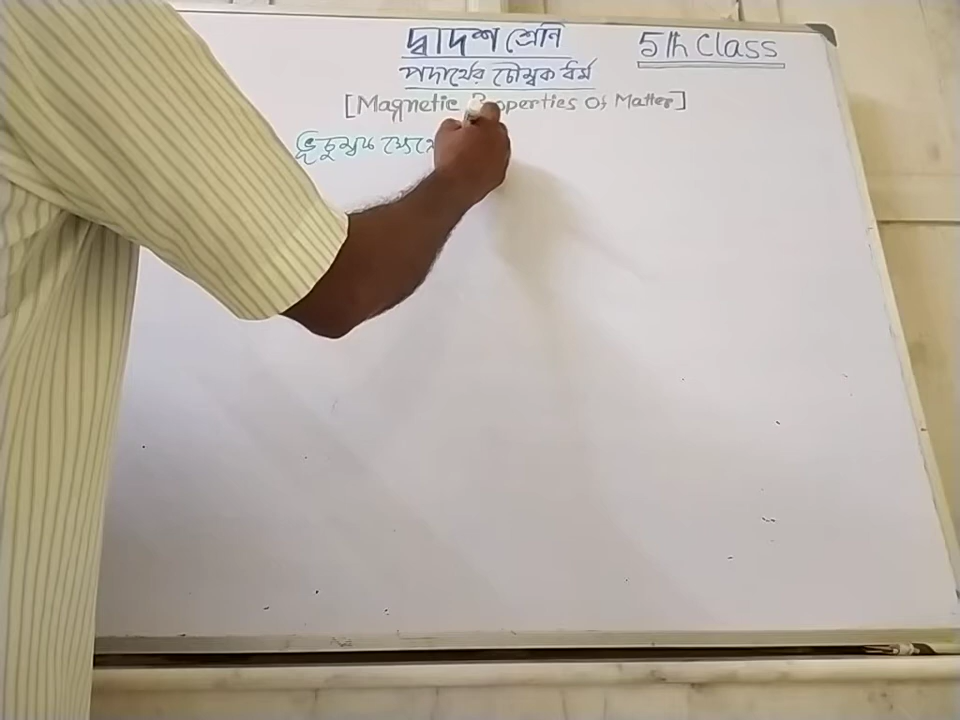 দ্বাদশ শ্রেণি
5th Class
পদার্থের চৌম্বক ধর্ম
[Magnetic Properties Of Matter]